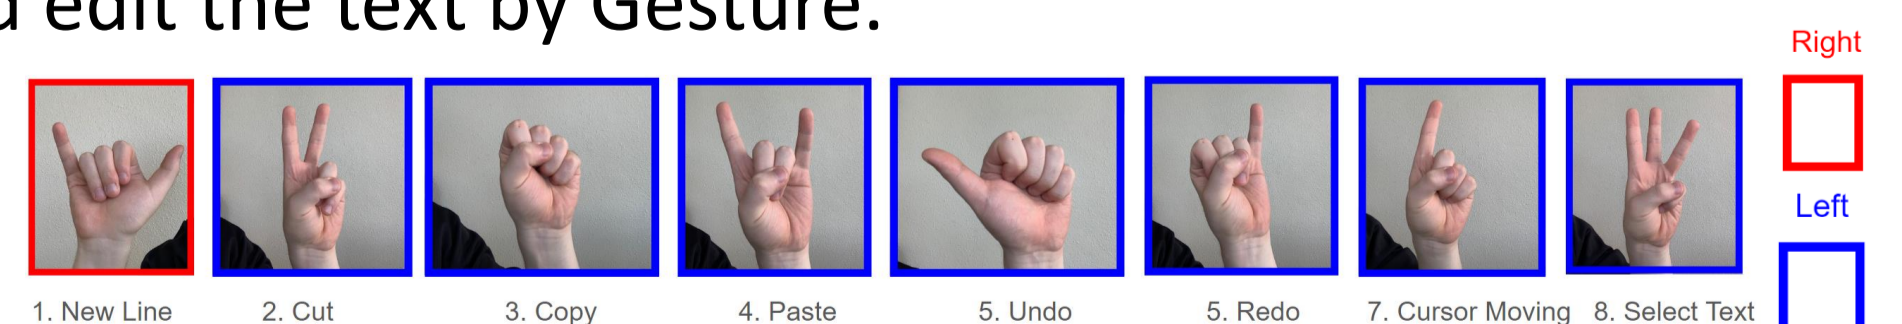 edit the text by Gesture.
Right
Left
1. New Line
2. Cut
3. Copy
4. Paste
5. Undo
5. Redo
7. Cursor Moving
8. Select Text